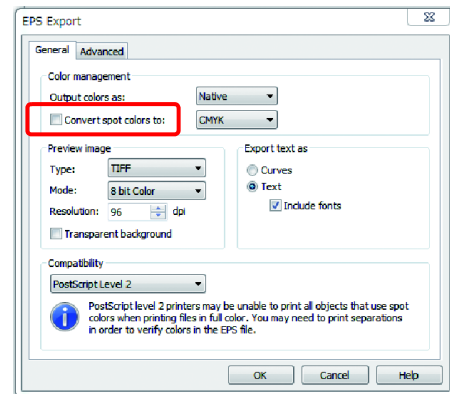 EPS Export
General Advanced
Color management
Output colors as: Native
Convert spot colors to: CMYK
Preview image
Type: TIFF
Mode: 8 bit Color
Resolution: 96 dpi
Transparent background
Export text as
Curves
Text
Include fonts
Compatibility
PostScript Level 2
PostScript level 2 printers may be unable to print all objects that use spot
colors when printing files in full color. You may need to print separations
in order to verify colors in the EPS file.
OK Cancel Help